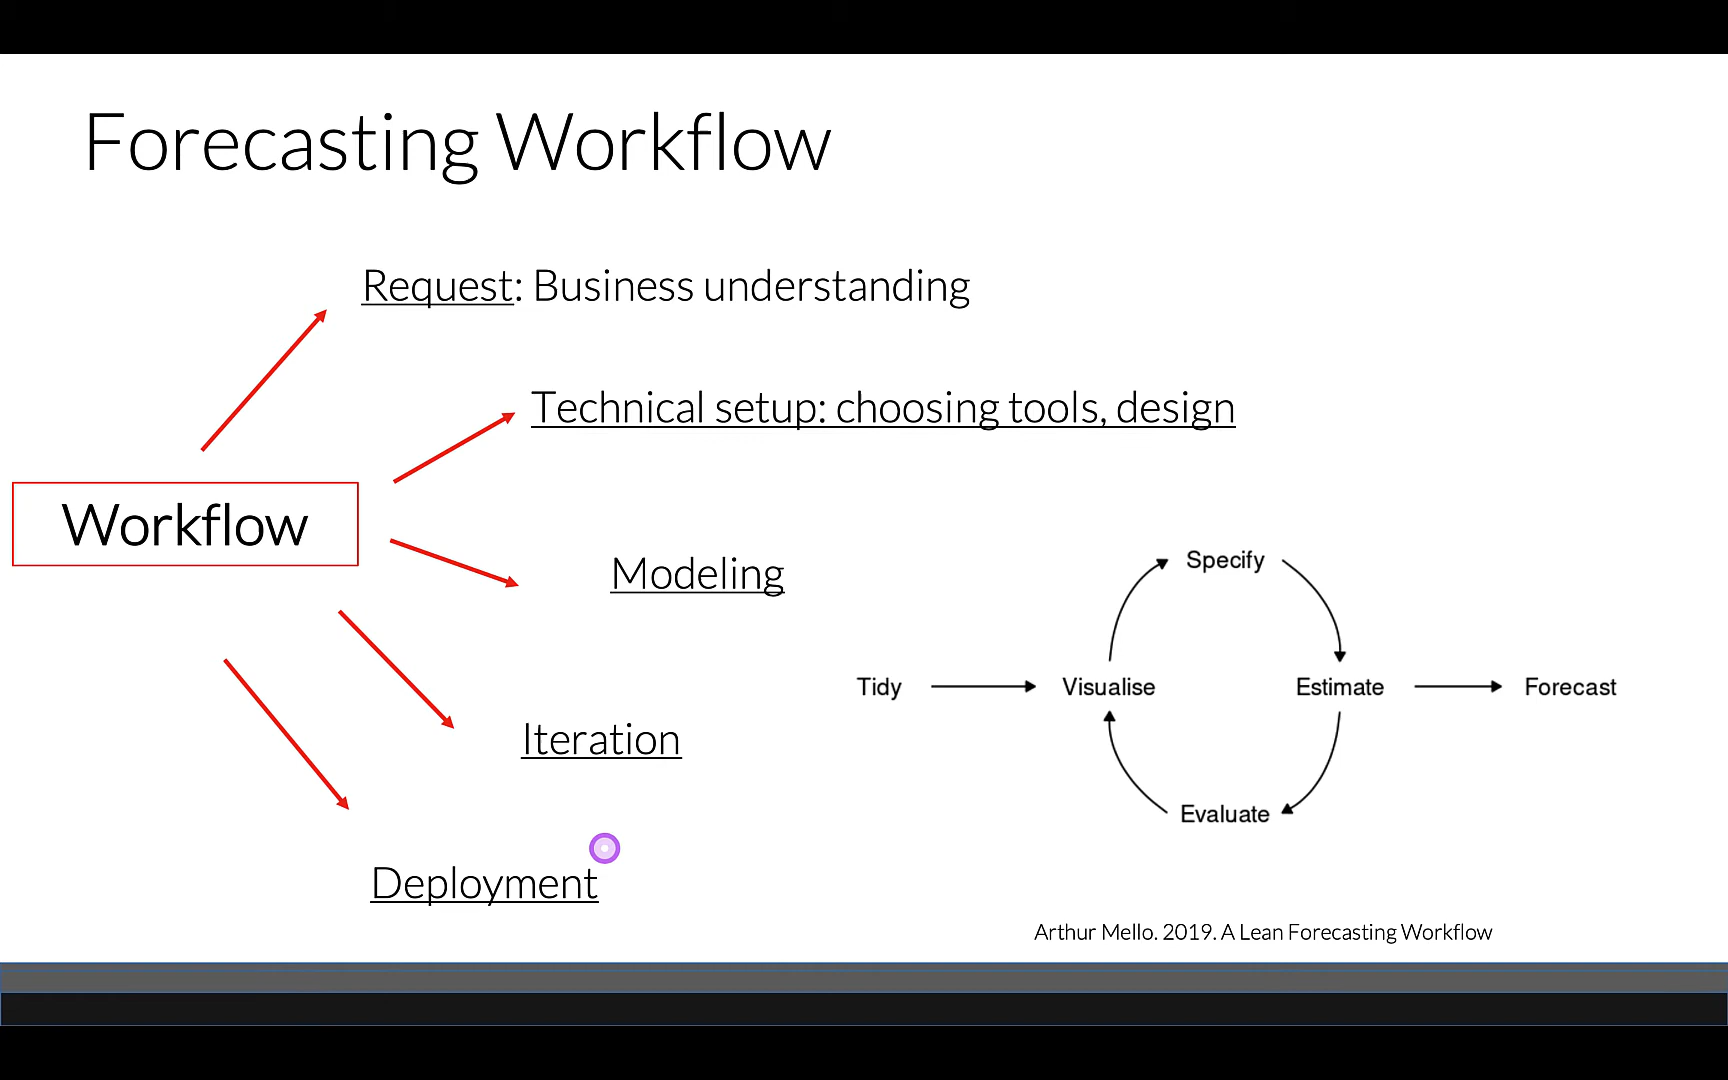 Forecasting Workflow
Request: Business understanding
Technical setup: choosing tools, design
Workflow
Modeling
Iteration
Deployment
Specify
Tidy
Visualise
Estimate
Forecast
Evaluate
Arthur Mello. 2019. A Lean Forecasting Workflow